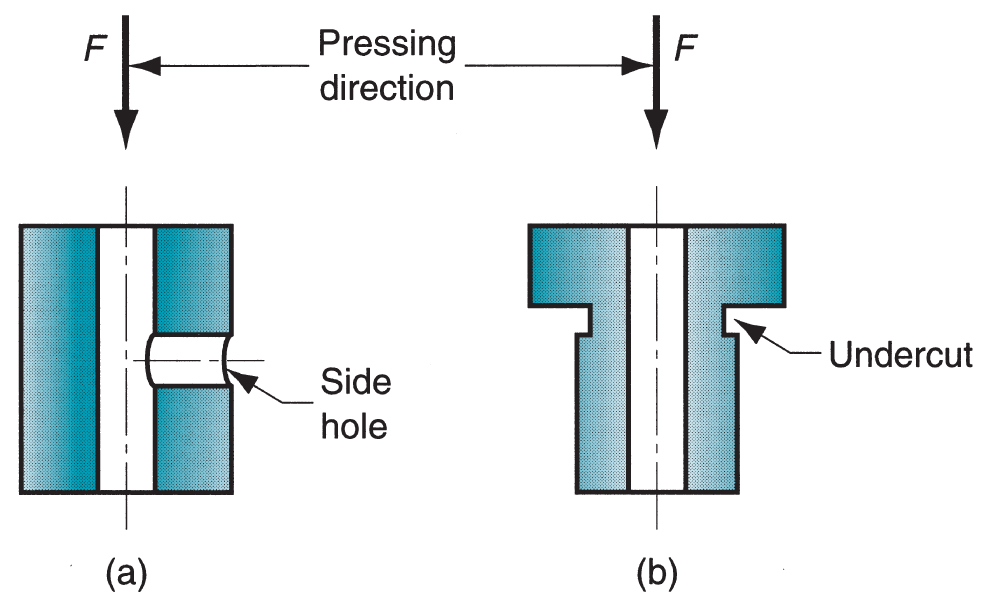 F
Pressing
direction
F
Side
hole
Undercut
(a)
(b)